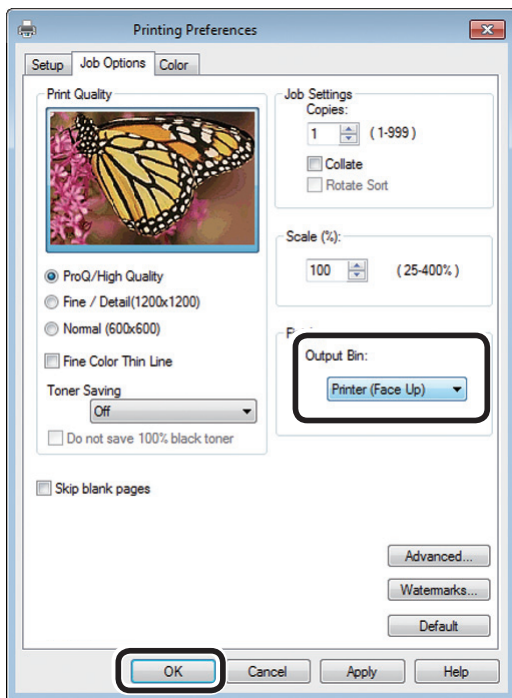 Printing Preferences
Setup
Job Options
Color
Print Quality
ProQ/High Quality
Fine / Detail(1200x1200)
Normal (600x600)
Fine Color Thin Line
Toner Saving
Off
Do not save 100% black toner
Skip blank pages
Job Settings
Copies:
1 (1-999)
Collate
Rotate Sort
Scale (%):
100 (25-400%)
Output Bin:
Printer (Face Up)
Advanced...
Watermarks...
Default
OK
Cancel
Apply
Help